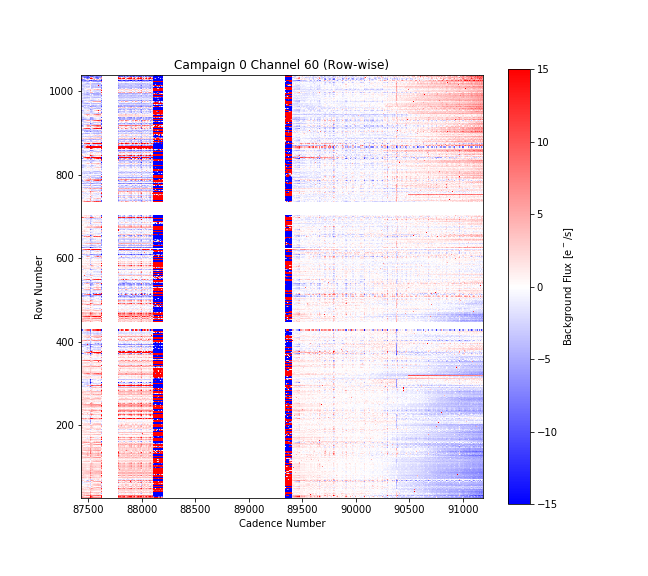 Campaign 0 Channel 60 (Row-wise)
1000
800
600
400
200
Row Number
87500 88000 88500 89000 89500 90000 90500 91000
Cadence Number
15
10
5
0
−5
−10
−15
Background Flux [e⁻/s]